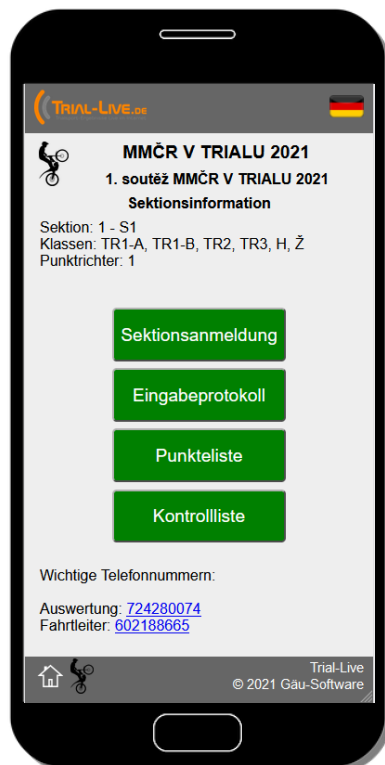 TRIAL-LIVE.DE
MMČR V TRIALU 2021
1. soutěž MMČR V TRIALU 2021
Sektionsinformation
Sektion: 1 - S1
Klassen: TR1-A, TR1-B, TR2, TR3, H, Ž
Punktrichter: 1
Sektionsanmeldung
Eingabeprotokoll
Punkteliste
Kontrollliste
Wichtige Telefonnummern:
Auswertung: 724280074
Fahrtleiter: 602188665
Trial-Live
© 2021 Gäu-Software